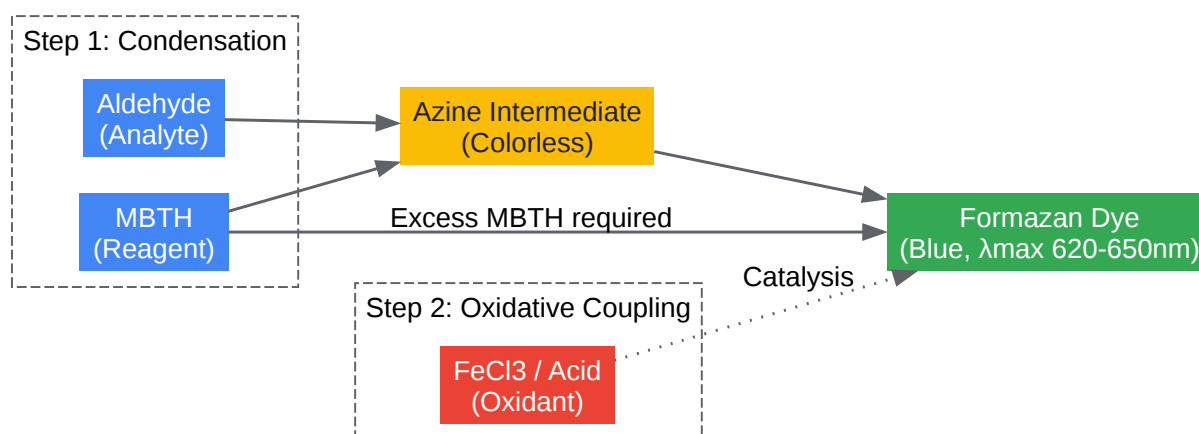 Step 1: Condensation
Aldehyde
(Analyte)
MBTH
(Reagent)
Azine Intermediate
(Colorless)
Excess MBTH required
Formazan Dye
(Blue, λmax 620-650nm)
Catalysis
Step 2: Oxidative Coupling
FeCl3 / Acid
(Oxidant)